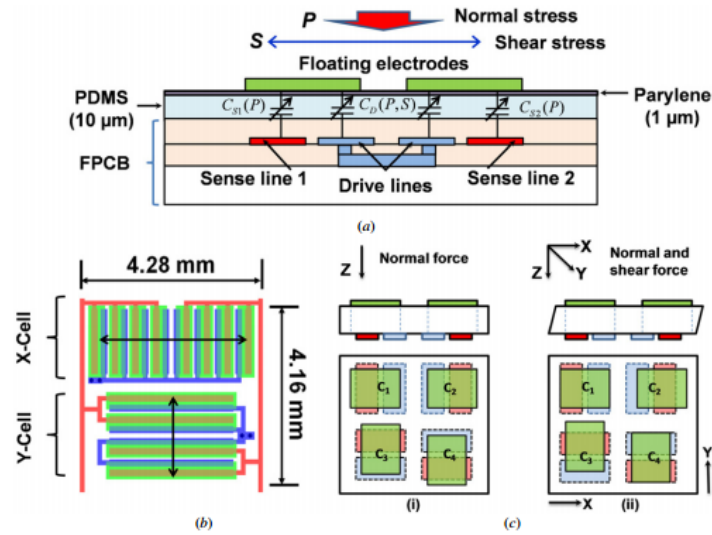 P
Normal stress
S
Shear stress
Floating electrodes
PDMS
(10 μm)
C_{S1}(P)
C_D(P,S)
C_{S2}(P)
Parylene
(1 μm)
FPCB
Sense line 1
Drive lines
Sense line 2
(a)
4.28 mm
X-Cell
Y-Cell
4.16 mm
(b)
Z
Normal force
C₁
C₂
C₃
C₄
(i)
X
Y
Z
Normal and
shear force
C₁
C₂
C₃
C₄
X
Y
(ii)
(c)